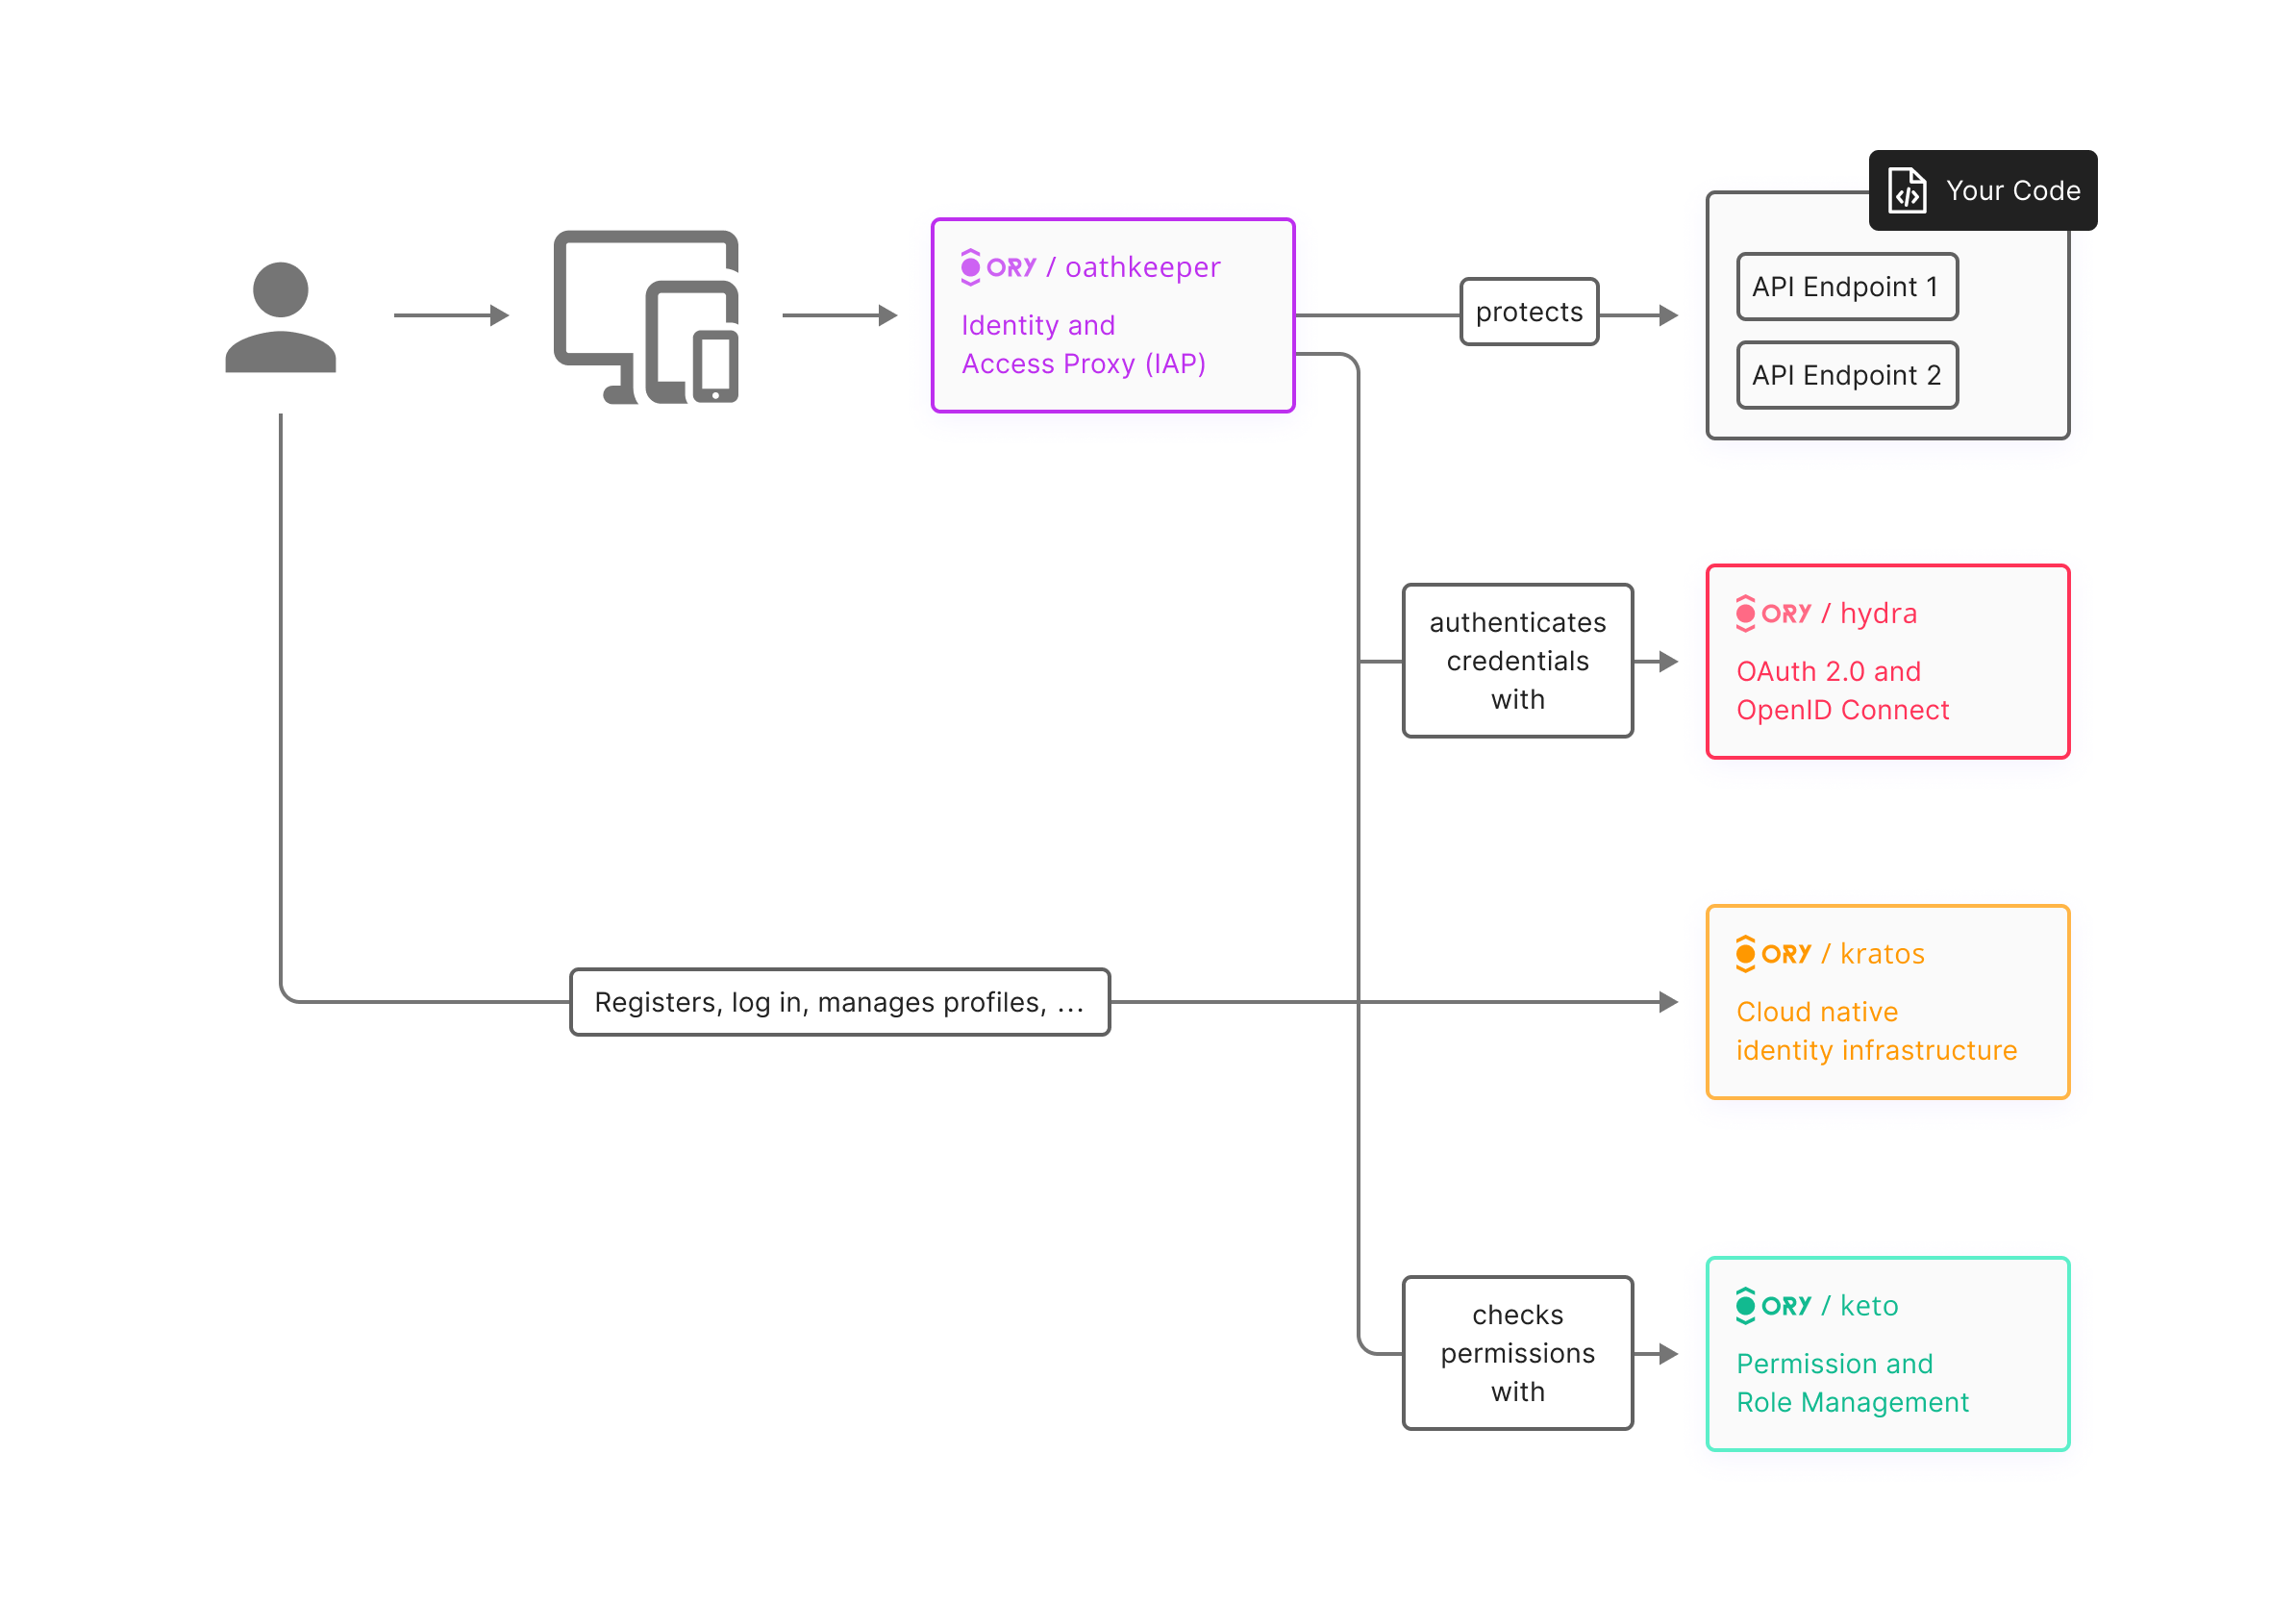 Your Code
ORY / oathkeeper
Identity and
Access Proxy (IAP)
protects
API Endpoint 1
API Endpoint 2
authenticates
credentials
with
ORY / hydra
OAuth 2.0 and
OpenID Connect
Registers, log in, manages profiles, ...
ORY / kratos
Cloud native
identity infrastructure
checks
permissions
with
ORY / keto
Permission and
Role Management